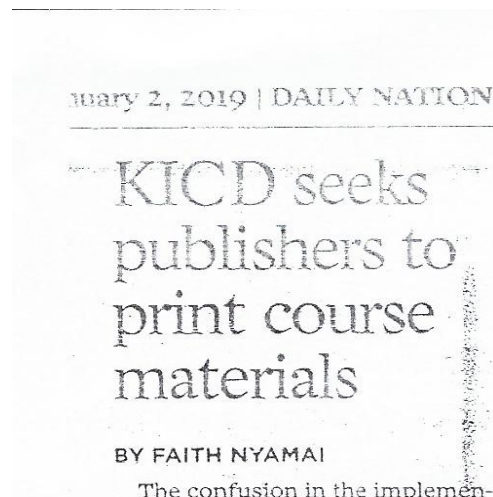 nuary 2, 2019 | DAILY NATION
KICD seeks
publishers to
print course
materials
BY FAITH NYAMAI
The confusion in the implemen-